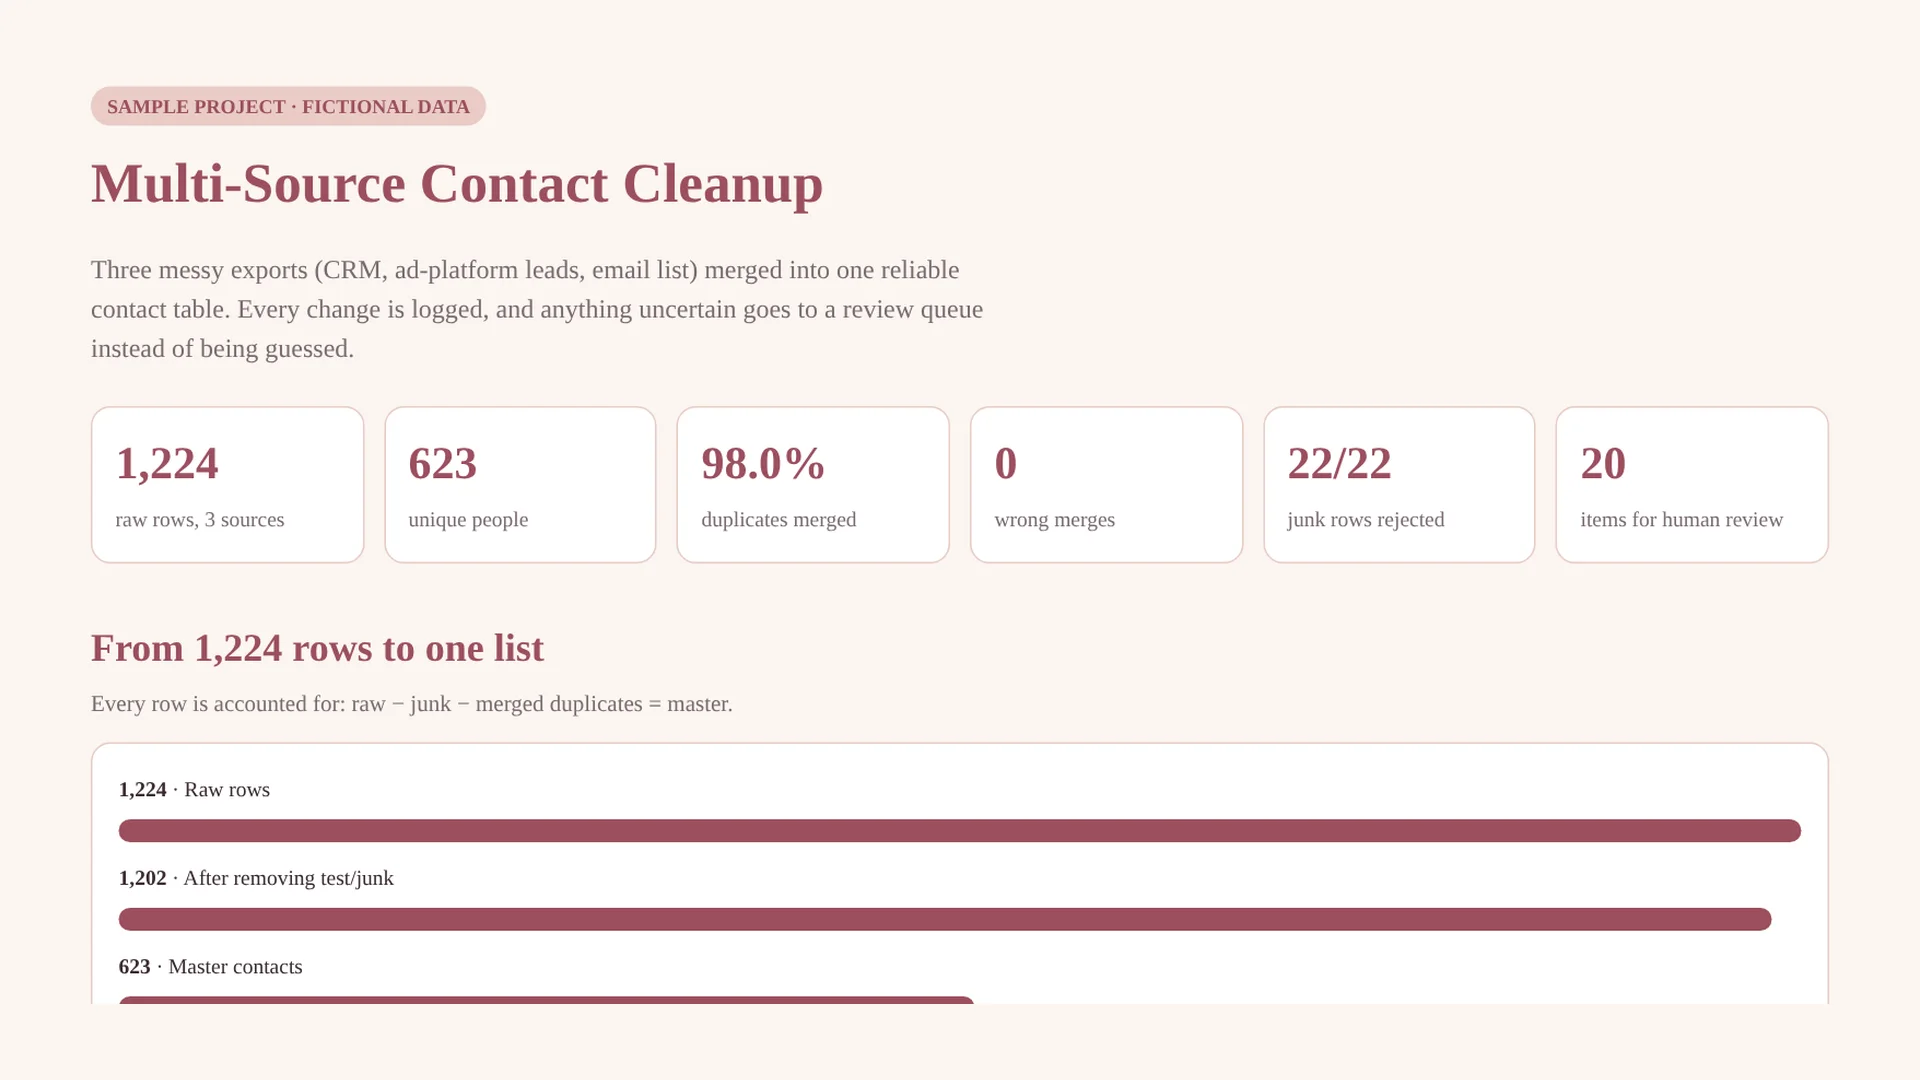 SAMPLE PROJECT · FICTIONAL DATA
Multi-Source Contact Cleanup
Three messy exports (CRM, ad-platform leads, email list) merged into one reliable
contact table. Every change is logged, and anything uncertain goes to a review queue
instead of being guessed.
1,224
raw rows, 3 sources
623
unique people
98.0%
duplicates merged
0
wrong merges
22/22
junk rows rejected
20
items for human review
From 1,224 rows to one list
Every row is accounted for: raw − junk − merged duplicates = master.
1,224 · Raw rows
1,202 · After removing test/junk
623 · Master contacts